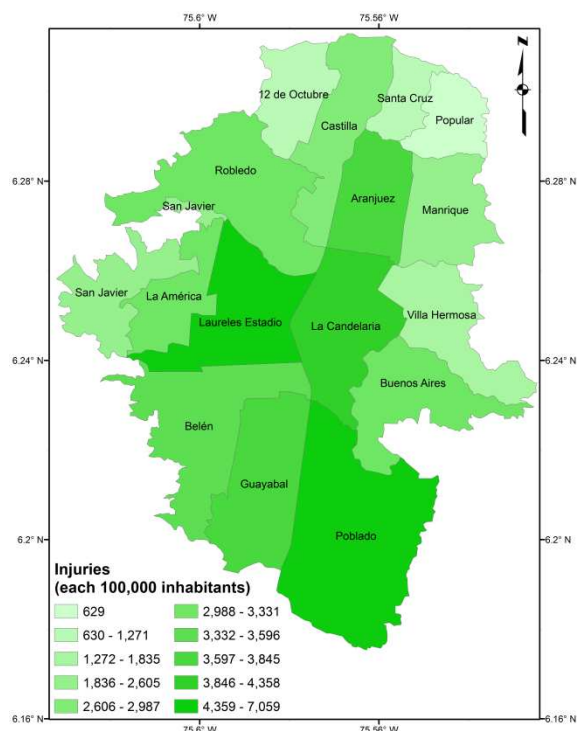 75.6° W 75.56° W
N
12 de Octubre
Santa Cruz
Castilla
Popular
Robledo
6.28° N 6.28° N
San Javier
Aranjuez
Manrique
San Javier
La América
Laureles Estadio
La Candelaria
Villa Hermosa
6.24° N 6.24° N
Buenos Aires
Belén
Guayabal
Poblado
6.2° N 6.2° N
Injuries
(each 100,000 inhabitants)
629 2,988 - 3,331
630 - 1,271 3,332 - 3,596
1,272 - 1,835 3,597 - 3,845
1,836 - 2,605 3,846 - 4,358
2,606 - 2,987 4,359 - 7,059
6.16° N 6.16° N
75.6° W 75.56° W